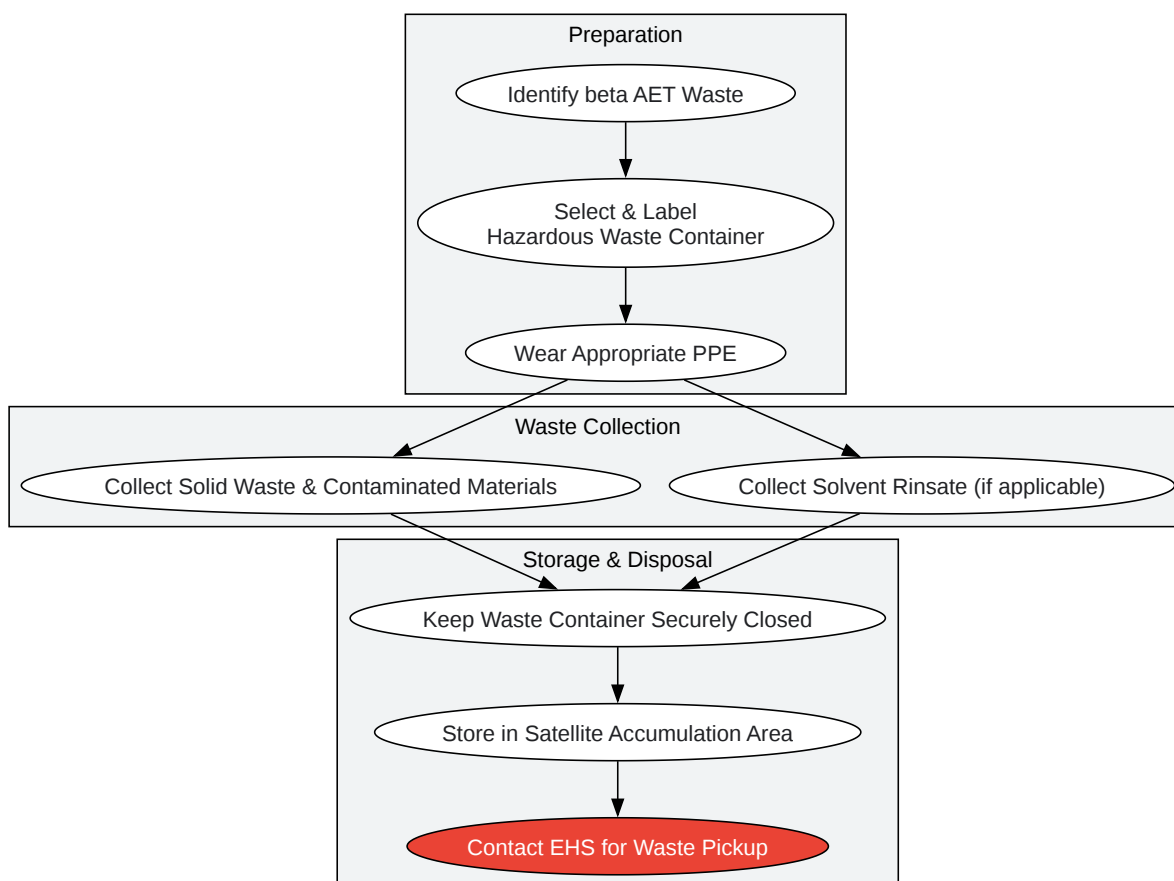 Preparation
Identify beta AET Waste
Select & Label
Hazardous Waste Container
Wear Appropriate PPE
Waste Collection
Collect Solid Waste & Contaminated Materials
Collect Solvent Rinsate (if applicable)
Storage & Disposal
Keep Waste Container Securely Closed
Store in Satellite Accumulation Area
Contact EHS for Waste Pickup